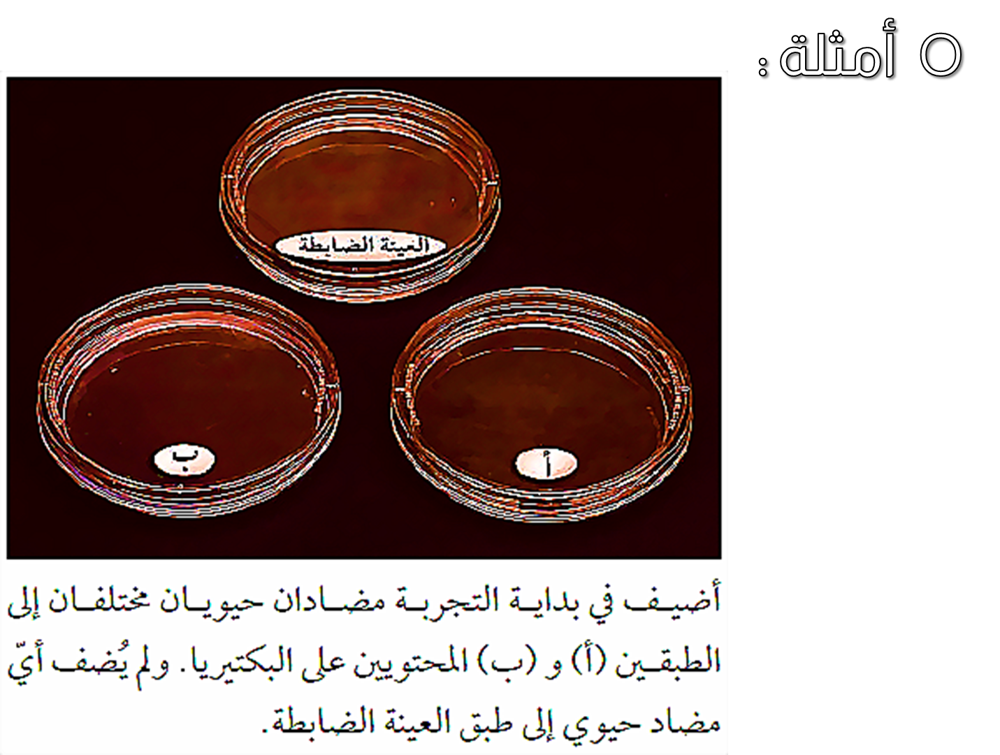 ○ أمثلة :
العينة الضابطة
أ
ب
أضيف في بداية التجربة مضادان حيويان مختلفان إلى
الطبقين (أ) و (ب) المحتويين على البكتيريا. ولم يُضف أيّ
مضاد حيوي إلى طبق العينة الضابطة.